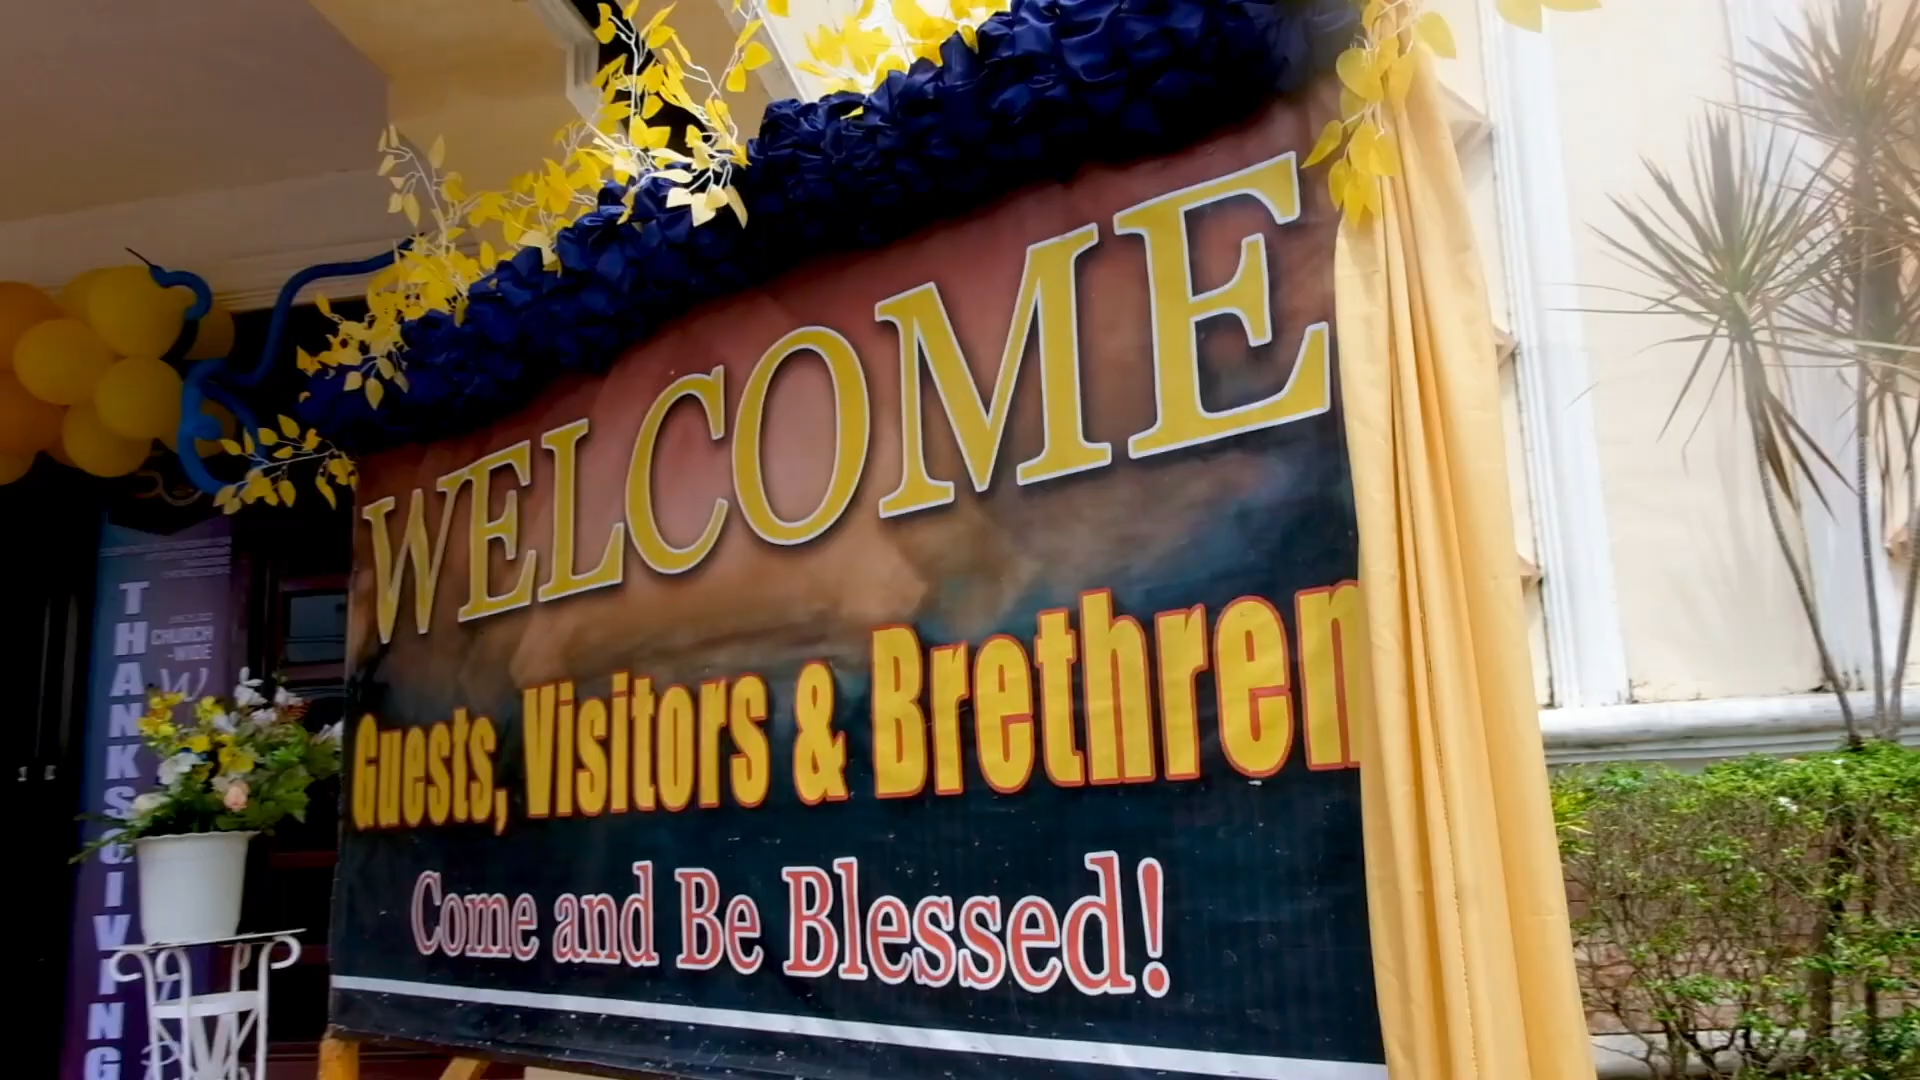 WELCOME
Guests, Visitors & Brethren
Come and Be Blessed!
THANKSGIVING
CHURCH
-WIDE
W